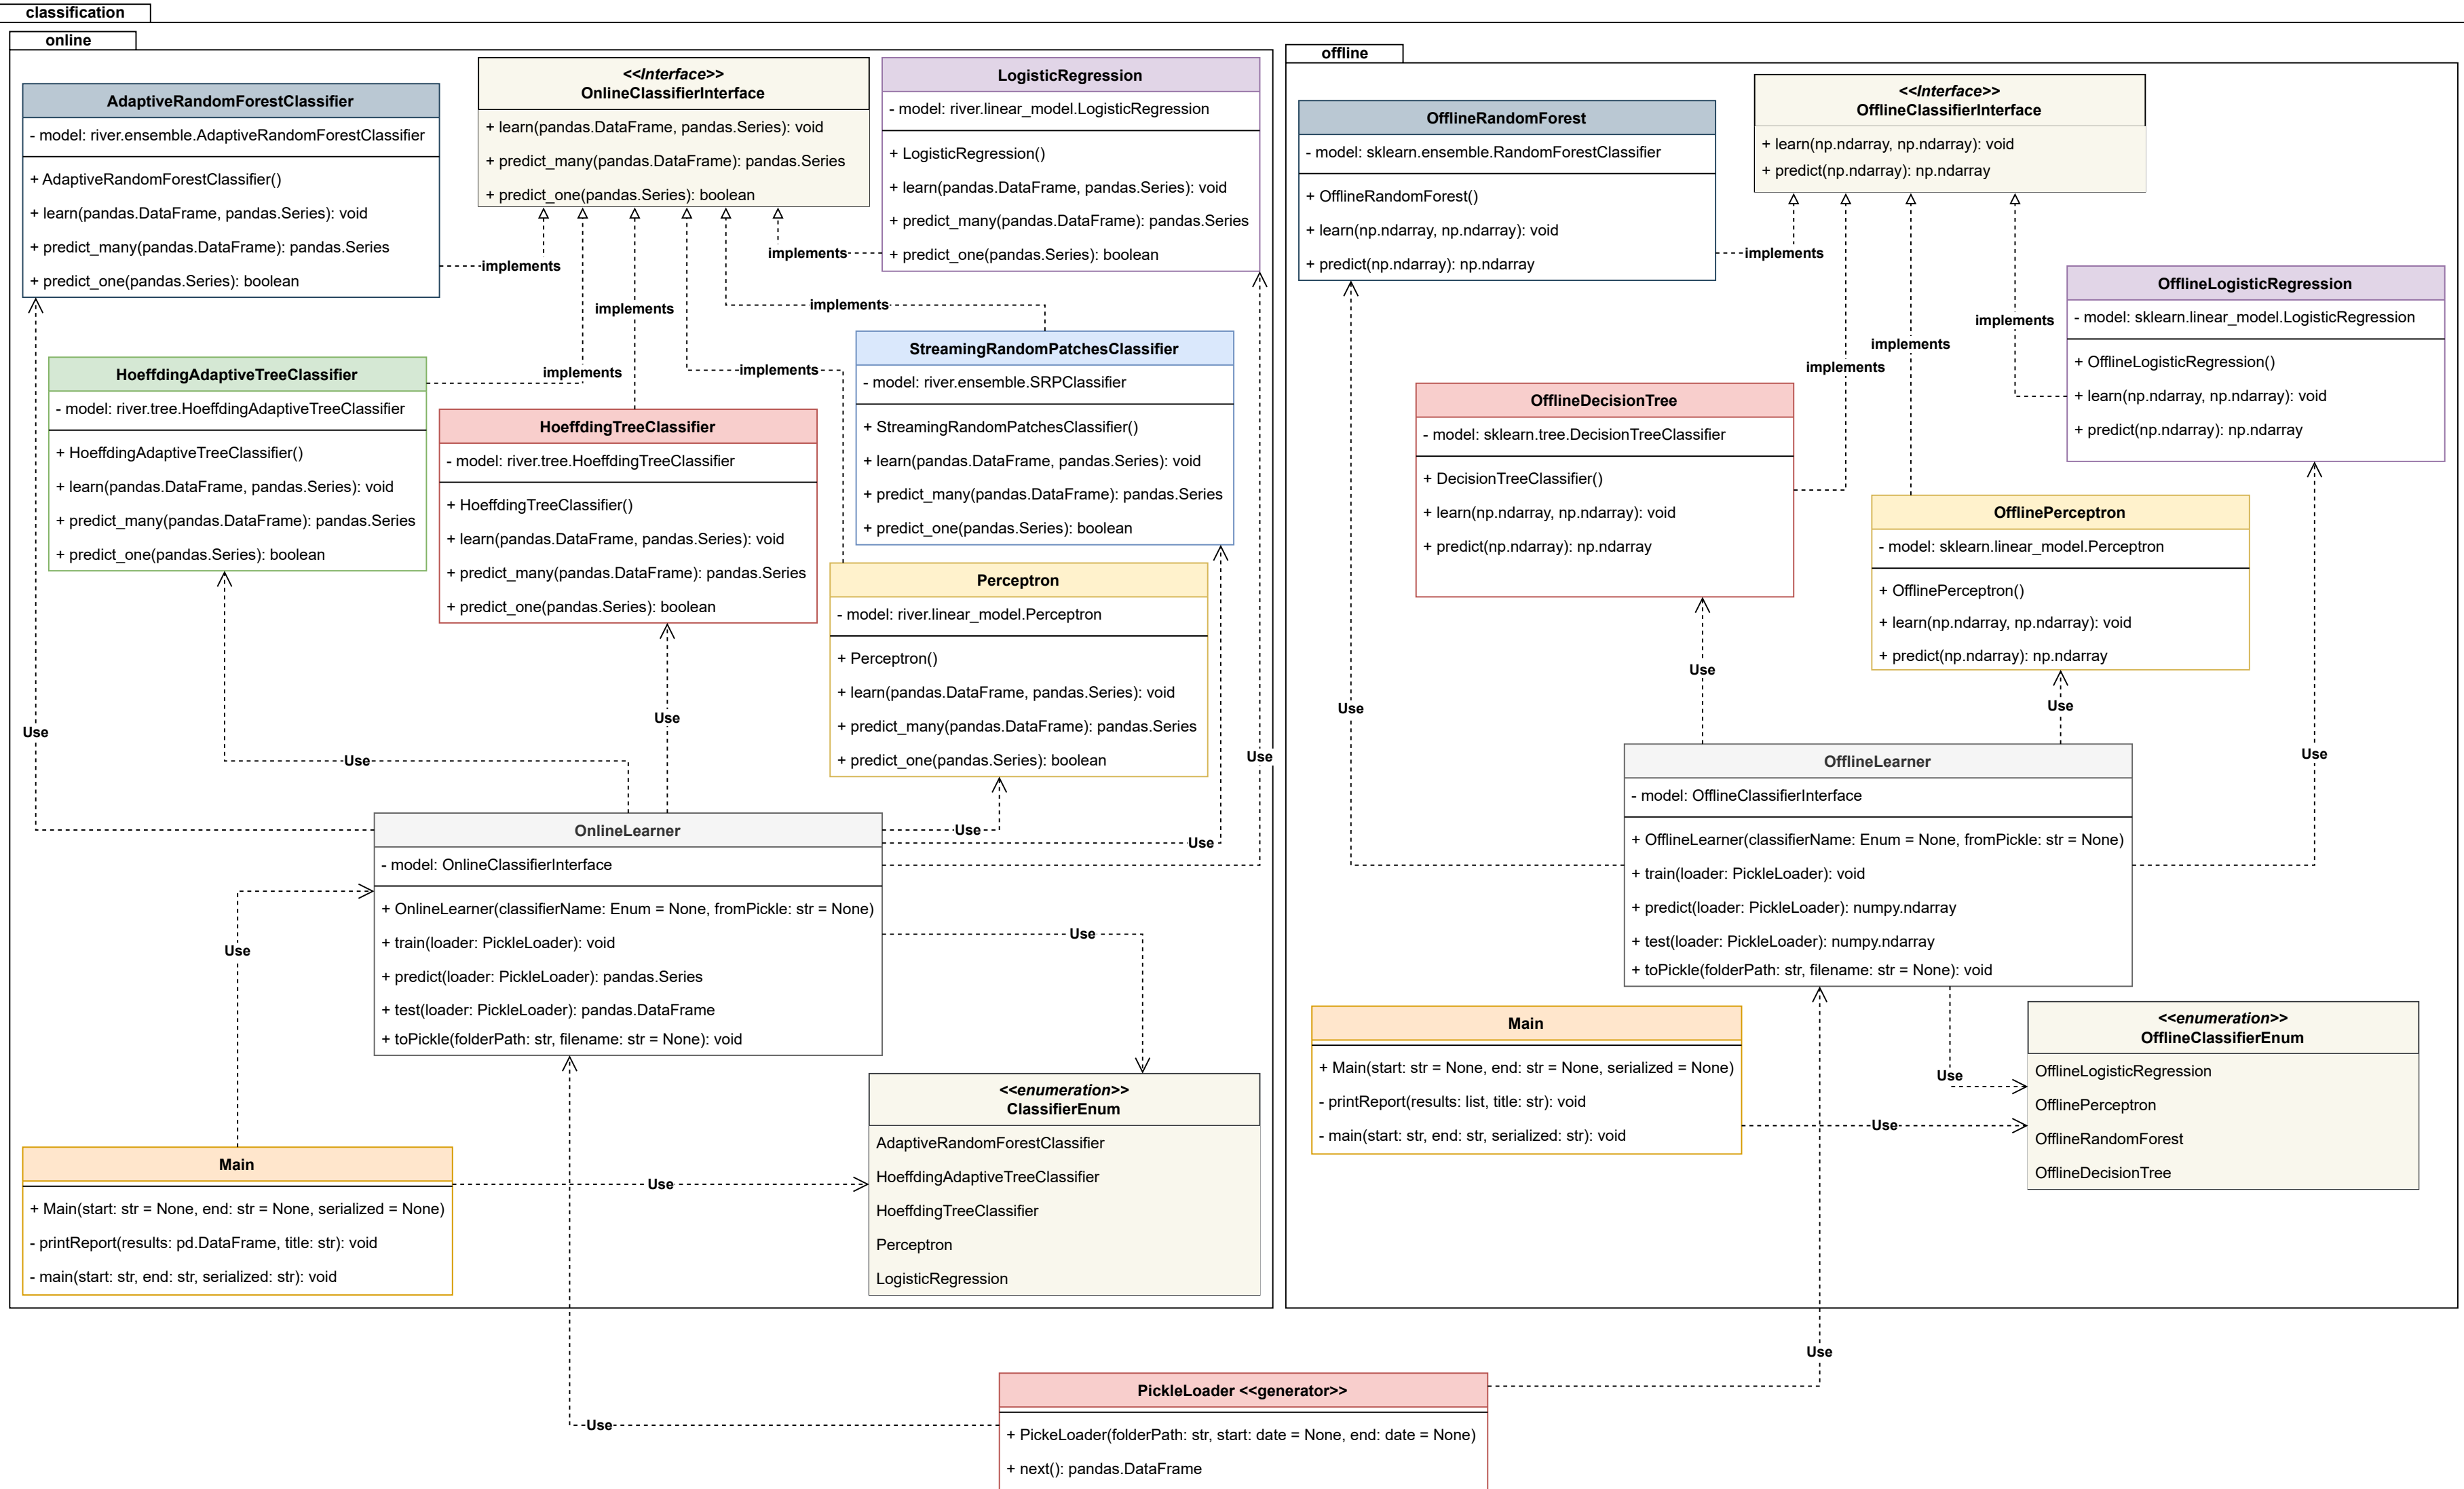 classification
online
AdaptiveRandomForestClassifier
- model: river.ensemble.AdaptiveRandomForestClassifier
+ AdaptiveRandomForestClassifier()
+ learn(pandas.DataFrame, pandas.Series): void
+ predict_many(pandas.DataFrame): pandas.Series
+ predict_one(pandas.Series): boolean
<<Interface>>
OnlineClassifierInterface
+ learn(pandas.DataFrame, pandas.Series): void
+ predict_many(pandas.DataFrame): pandas.Series
+ predict_one(pandas.Series): boolean
LogisticRegression
- model: river.linear_model.LogisticRegression
+ LogisticRegression()
+ learn(pandas.DataFrame, pandas.Series): void
+ predict_many(pandas.DataFrame): pandas.Series
+ predict_one(pandas.Series): boolean
implements
implements
implements
implements
implements
implements
HoeffdingAdaptiveTreeClassifier
- model: river.tree.HoeffdingAdaptiveTreeClassifier
+ HoeffdingAdaptiveTreeClassifier()
+ learn(pandas.DataFrame, pandas.Series): void
+ predict_many(pandas.DataFrame): pandas.Series
+ predict_one(pandas.Series): boolean
HoeffdingTreeClassifier
- model: river.tree.HoeffdingTreeClassifier
+ HoeffdingTreeClassifier()
+ learn(pandas.DataFrame, pandas.Series): void
+ predict_many(pandas.DataFrame): pandas.Series
+ predict_one(pandas.Series): boolean
StreamingRandomPatchesClassifier
- model: river.ensemble.SRPClassifier
+ StreamingRandomPatchesClassifier()
+ learn(pandas.DataFrame, pandas.Series): void
+ predict_many(pandas.DataFrame): pandas.Series
+ predict_one(pandas.Series): boolean
Perceptron
- model: river.linear_model.Perceptron
+ Perceptron()
+ learn(pandas.DataFrame, pandas.Series): void
+ predict_many(pandas.DataFrame): pandas.Series
+ predict_one(pandas.Series): boolean
Use
Use
Use
Use
Use
Use
OnlineLearner
- model: OnlineClassifierInterface
+ OnlineLearner(classifierName: Enum = None, fromPickle: str = None)
+ train(loader: PickleLoader): void
+ predict(loader: PickleLoader): pandas.Series
+ test(loader: PickleLoader): pandas.DataFrame
+ toPickle(folderPath: str, filename: str = None): void
Use
Use
Main
+ Main(start: str = None, end: str = None, serialized = None)
- printReport(results: pd.DataFrame, title: str): void
- main(start: str, end: str, serialized: str): void
Use
<<enumeration>>
ClassifierEnum
AdaptiveRandomForestClassifier
HoeffdingAdaptiveTreeClassifier
HoeffdingTreeClassifier
Perceptron
LogisticRegression
offline
OfflineRandomForest
- model: sklearn.ensemble.RandomForestClassifier
+ OfflineRandomForest()
+ learn(np.ndarray, np.ndarray): void
+ predict(np.ndarray): np.ndarray
<<Interface>>
OfflineClassifierInterface
+ learn(np.ndarray, np.ndarray): void
+ predict(np.ndarray): np.ndarray
implements
implements
implements
implements
OfflineLogisticRegression
- model: sklearn.linear_model.LogisticRegression
+ OfflineLogisticRegression()
+ learn(np.ndarray, np.ndarray): void
+ predict(np.ndarray): np.ndarray
OfflineDecisionTree
- model: sklearn.tree.DecisionTreeClassifier
+ DecisionTreeClassifier()
+ learn(np.ndarray, np.ndarray): void
+ predict(np.ndarray): np.ndarray
OfflinePerceptron
- model: sklearn.linear_model.Perceptron
+ OfflinePerceptron()
+ learn(np.ndarray, np.ndarray): void
+ predict(np.ndarray): np.ndarray
Use
Use
Use
Use
OfflineLearner
- model: OfflineClassifierInterface
+ OfflineLearner(classifierName: Enum = None, fromPickle: str = None)
+ train(loader: PickleLoader): void
+ predict(loader: PickleLoader): numpy.ndarray
+ test(loader: PickleLoader): numpy.ndarray
+ toPickle(folderPath: str, filename: str = None): void
Main
+ Main(start: str = None, end: str = None, serialized = None)
- printReport(results: list, title: str): void
- main(start: str, end: str, serialized: str): void
Use
Use
<<enumeration>>
OfflineClassifierEnum
OfflineLogisticRegression
OfflinePerceptron
OfflineRandomForest
OfflineDecisionTree
Use
Use
PickleLoader <<generator>>
+ PickeLoader(folderPath: str, start: date = None, end: date = None)
+ next(): pandas.DataFrame